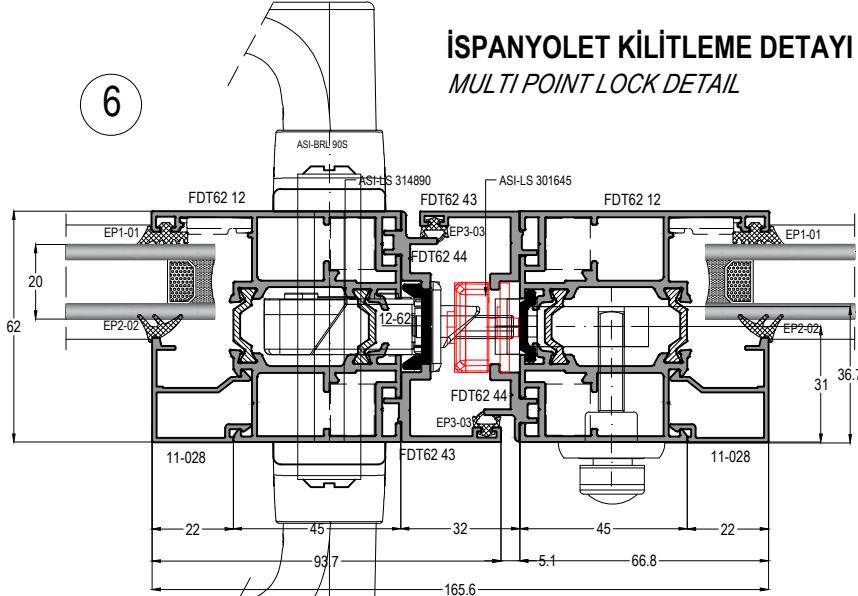 İSPANYOLET KİLİTLEME DETAYI
MULTI POINT LOCK DETAIL
6
ASI-BRL 90S
ASI-LS 314890
ASI-LS 301645
FDT62 12
FDT62 43
FDT62 12
EP1-01
EP3-03
EP1-01
FDT62 44
20
62
12-62
EP2-02
EP2-02
31
36.7
FDT62 44
EP3-03
11-028
FDT62 43
11-028
22
45
32
45
22
93.7
5.1
66.8
165.6